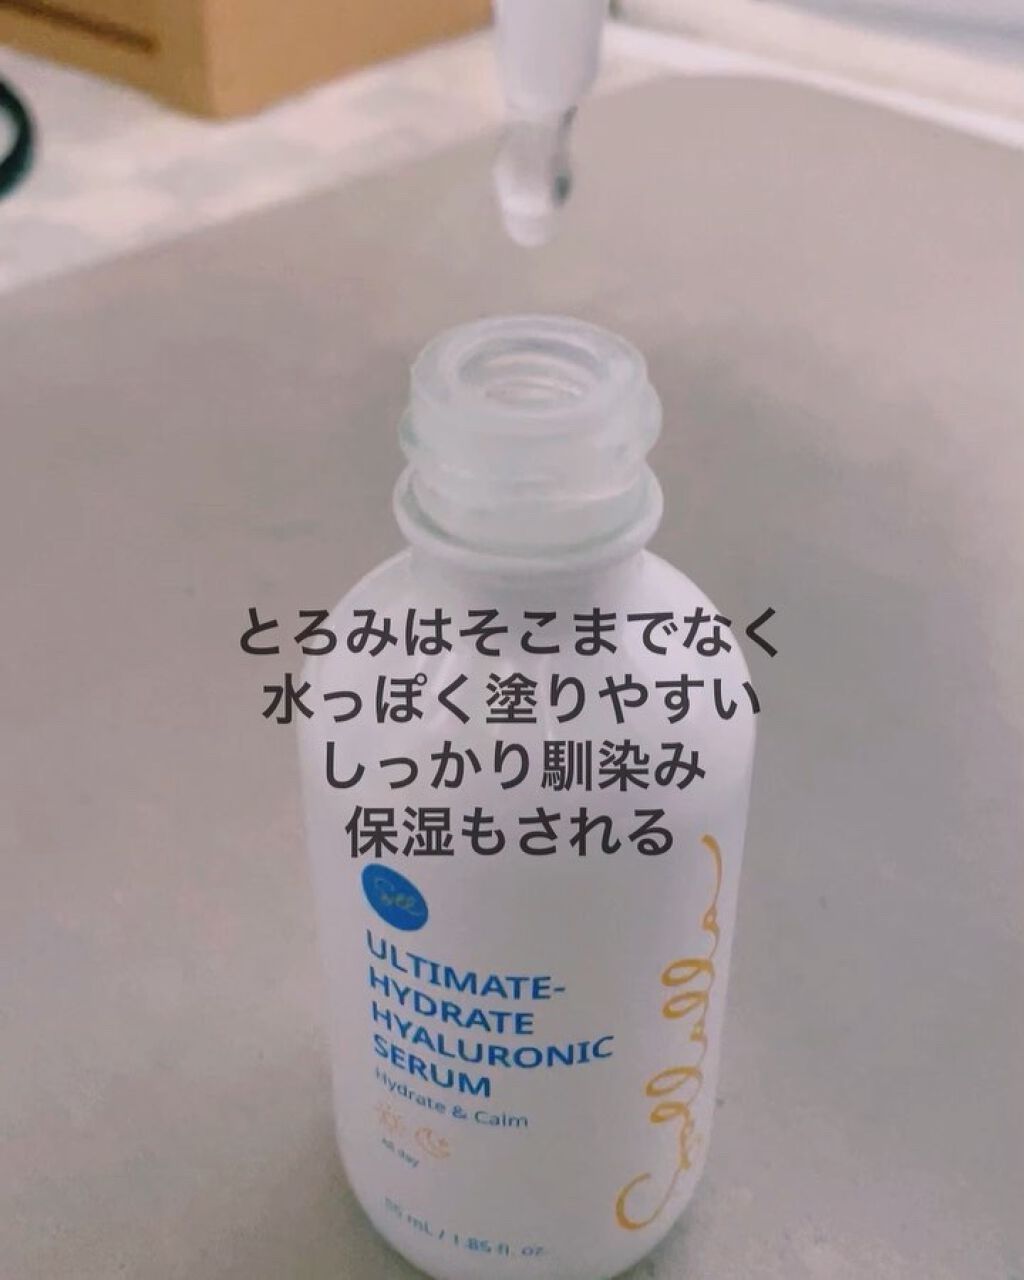 とろみはそこまでなく
水っぽく塗りやすい
しっかり馴染み
保湿もされる
ULTIMATE-
HYDRATE
HYALURONIC
SERUM
Hydrate & Calm
All day
55 mL / 1.85 fl. oz.